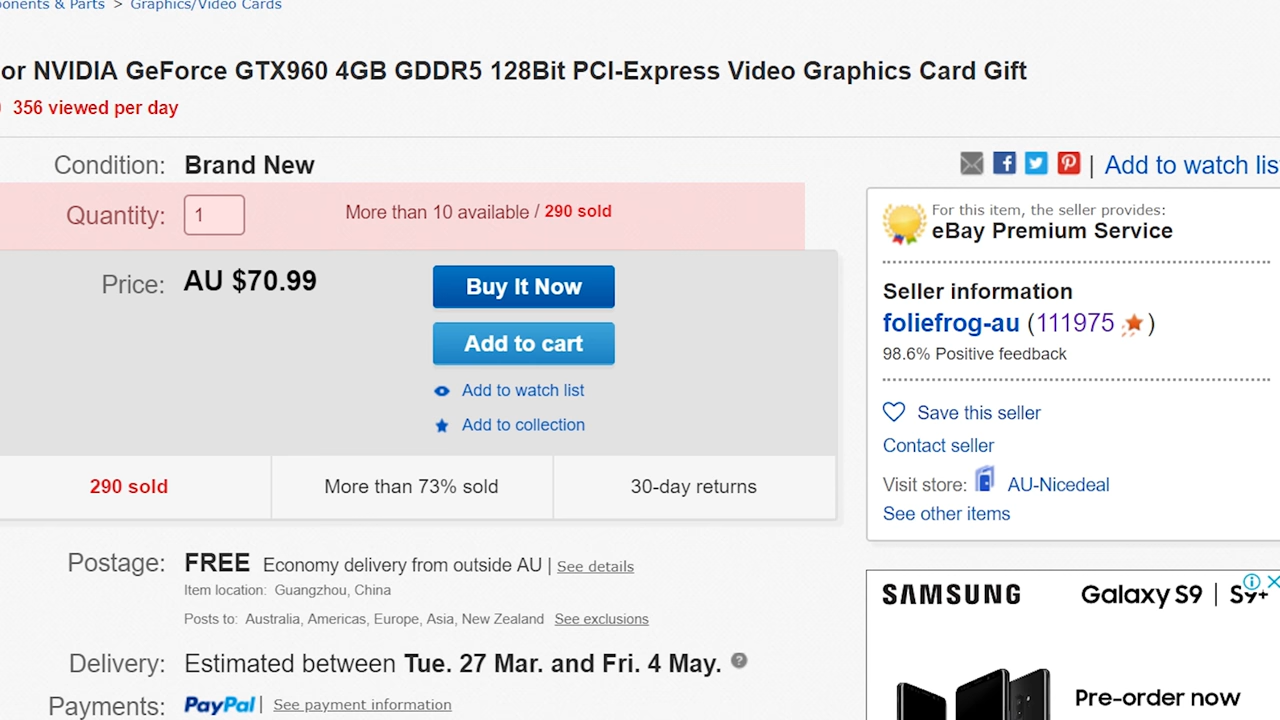 onents & Parts > Graphics/Video Cards
or NVIDIA GeForce GTX960 4GB GDDR5 128Bit PCI-Express Video Graphics Card Gift
356 viewed per day
Condition: Brand New
| Add to watch lis
Quantity: 1 More than 10 available / 290 sold
Price: AU $70.99
Buy It Now
Add to cart
Add to watch list
Add to collection
290 sold More than 73% sold 30-day returns
Postage: FREE Economy delivery from outside AU | See details
Item location: Guangzhou, China
Posts to: Australia, Americas, Europe, Asia, New Zealand See exclusions
Delivery: Estimated between Tue. 27 Mar. and Fri. 4 May. ?
Payments: PayPal | See payment information
For this item, the seller provides:
eBay Premium Service
Seller information
foliefrog-au (111975)
98.6% Positive feedback
Save this seller
Contact seller
Visit store: AU-Nicedeal
See other items
SAMSUNG Galaxy S9 | S9+
Pre-order now